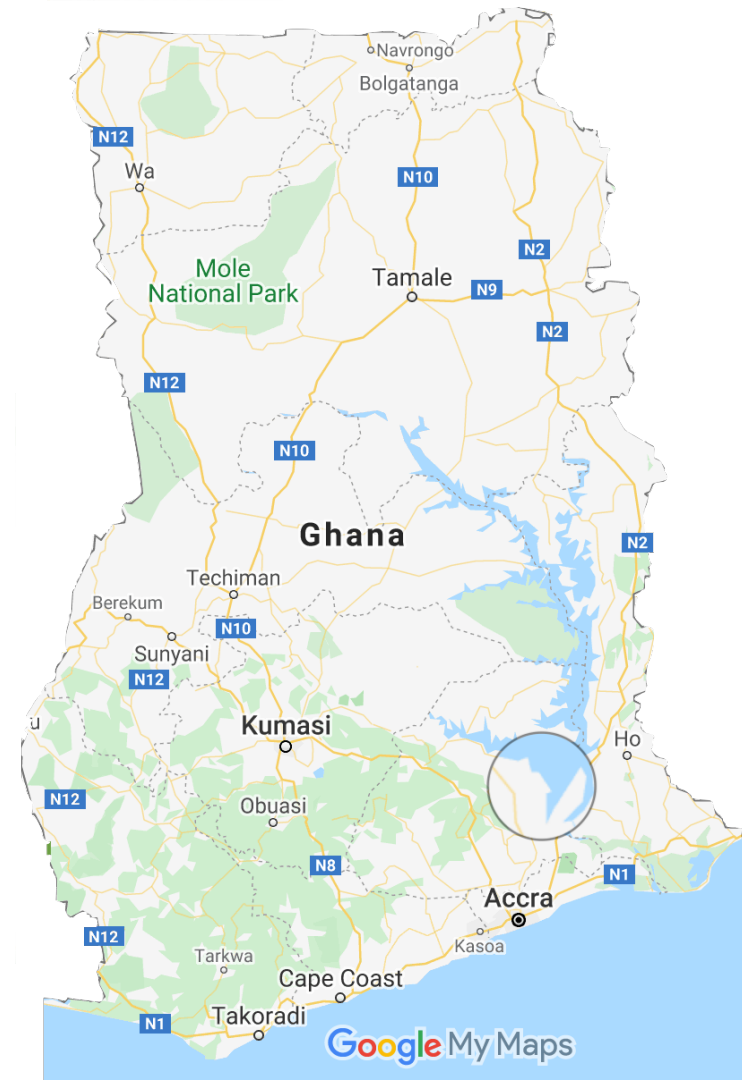 Navrongo
Bolgatanga
N12
Wa
N10
Mole
National Park
N2
Tamale
N9
N2
N12
N10
Ghana
N2
Techiman
Berekum
N10
Sunyani
N12
Kumasi
u
Ho
N12
Obuasi
N8
N1
Accra
N12
Kasoa
Tarkwa
Cape Coast
Takoradi
N1
Google My Maps